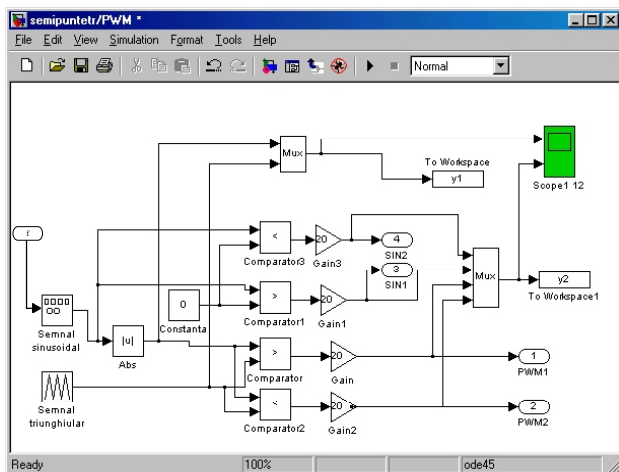 semipuntetr/PWM *
File Edit View Simulation Format Tools Help
Normal
Mux
To Workspace
y1
Scope1 12
f
<
Comparator3
20
Gain3
4
SIN2
3
SIN1
Mux
y2
To Workspace1
0
Constanta
>
Comparator1
20
Gain1
Semnal
sinusoidal
|u|
Abs
>
Comparator
20
Gain
1
PWM1
Semnal
triunghiular
<
Comparator2
20
Gain2
2
PWM2
Ready 100% ode45